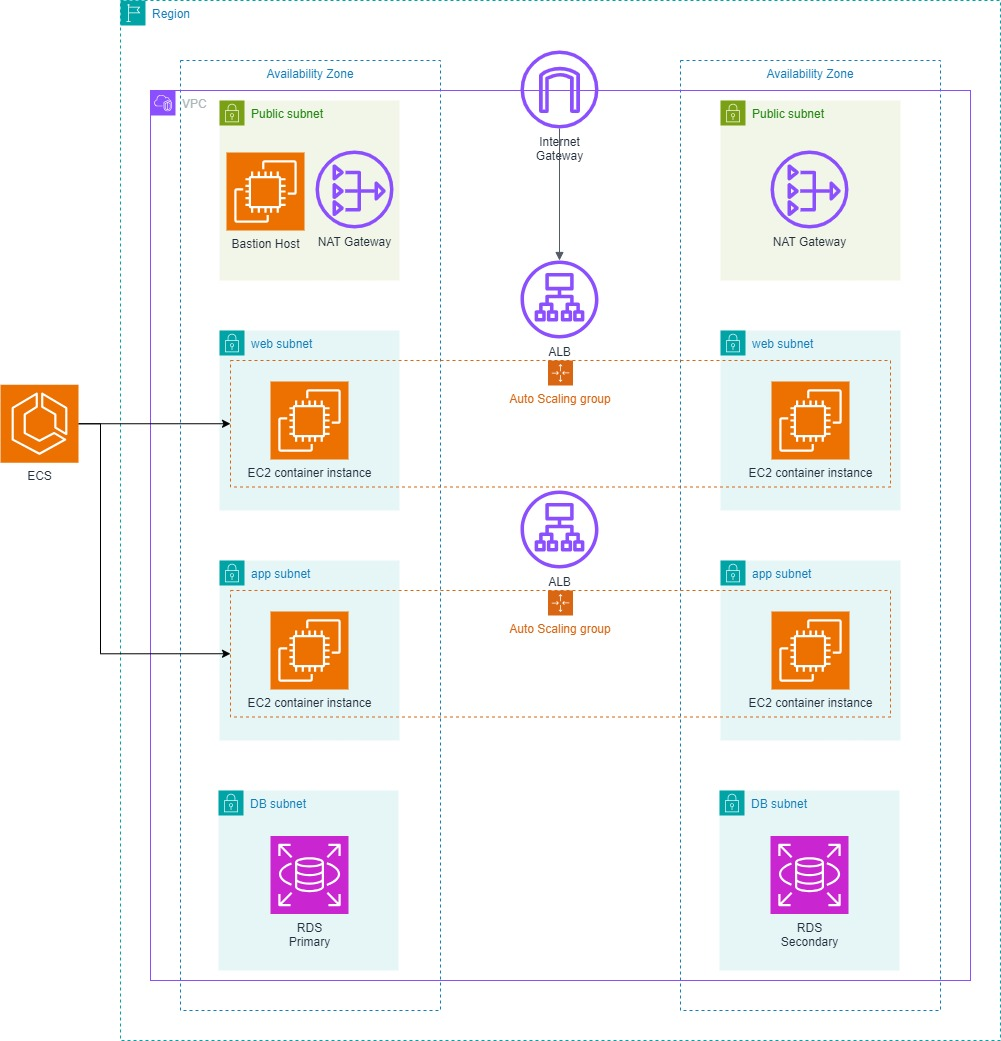 Region
Availability Zone
Availability Zone
VPC
Public subnet
Public subnet
Internet
Gateway
Bastion Host
NAT Gateway
NAT Gateway
web subnet
ALB
web subnet
Auto Scaling group
EC2 container instance
EC2 container instance
ECS
app subnet
ALB
app subnet
Auto Scaling group
EC2 container instance
EC2 container instance
DB subnet
DB subnet
RDS
Primary
RDS
Secondary